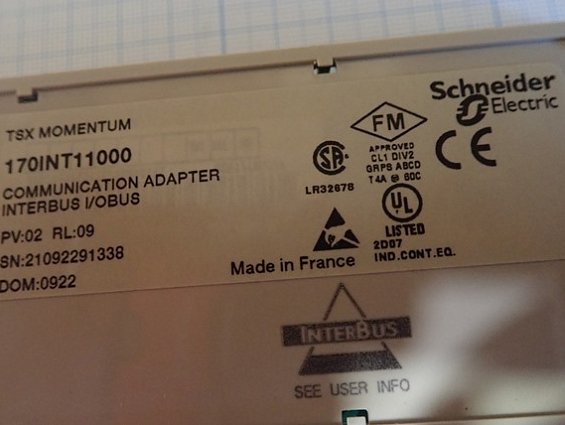 TSX MOMENTUM
170INT11000
COMMUNICATION ADAPTER
INTERBUS I/OBUS
PV:02 RL:09
SN:21092291338
DOM:0922
Schneider
Electric
FM
APPROVED
CL1 DIV2
GRPS ABCD
T4A @ 60C
SA
LR32678
CE
UL
LISTED
2D07
IND.CONT.EQ.
Made in France
INTERBUS
SEE USER INFO